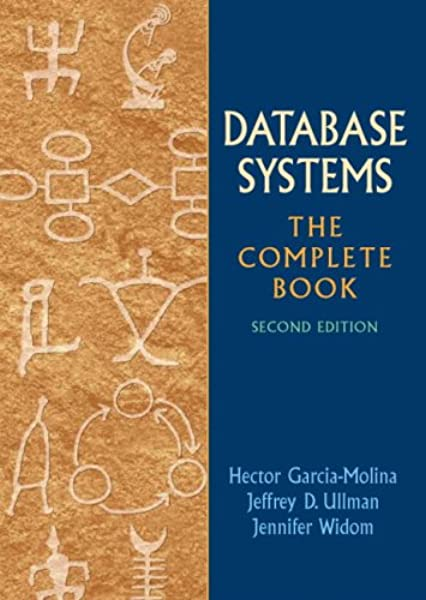 DATABASE
SYSTEMS
THE
COMPLETE
BOOK
SECOND EDITION
Hector Garcia-Molina
Jeffrey D. Ullman
Jennifer Widom